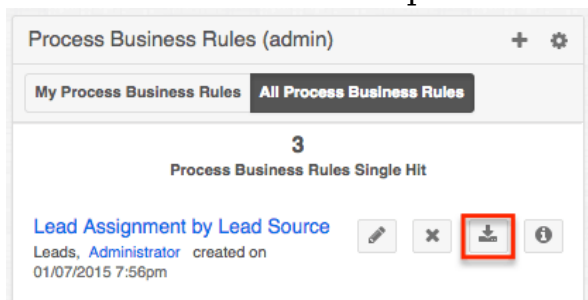 Process Business Rules (admin)
My Process Business Rules All Process Business Rules
3
Process Business Rules Single Hit
Lead Assignment by Lead Source
Leads, Administrator created on
01/07/2015 7:56pm